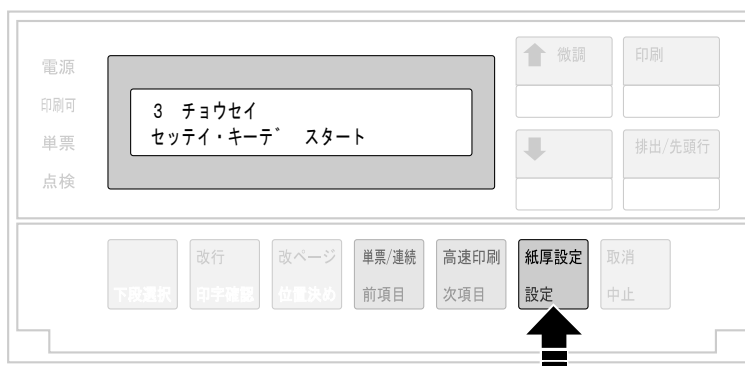 電源
印刷可
単票
点検
3 チョウセイ
セッテイ・キーデ゛ スタート
微調
印刷
排出/先頭行
下段選択
改行
印字確認
改ページ
位置決め
単票/連続
前項目
高速印刷
次項目
紙厚設定
設定
取消
中止